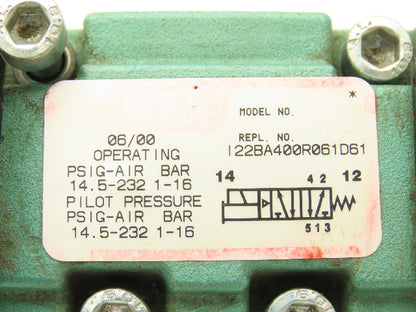 *
MODEL NO.
06/00
OPERATING
PSIG-AIR BAR
14.5-232 1-16
PILOT PRESSURE
PSIG-AIR BAR
14.5-232 1-16
REPL. NO.
I22BA400R061D61
14 4 2 12
5 1 3